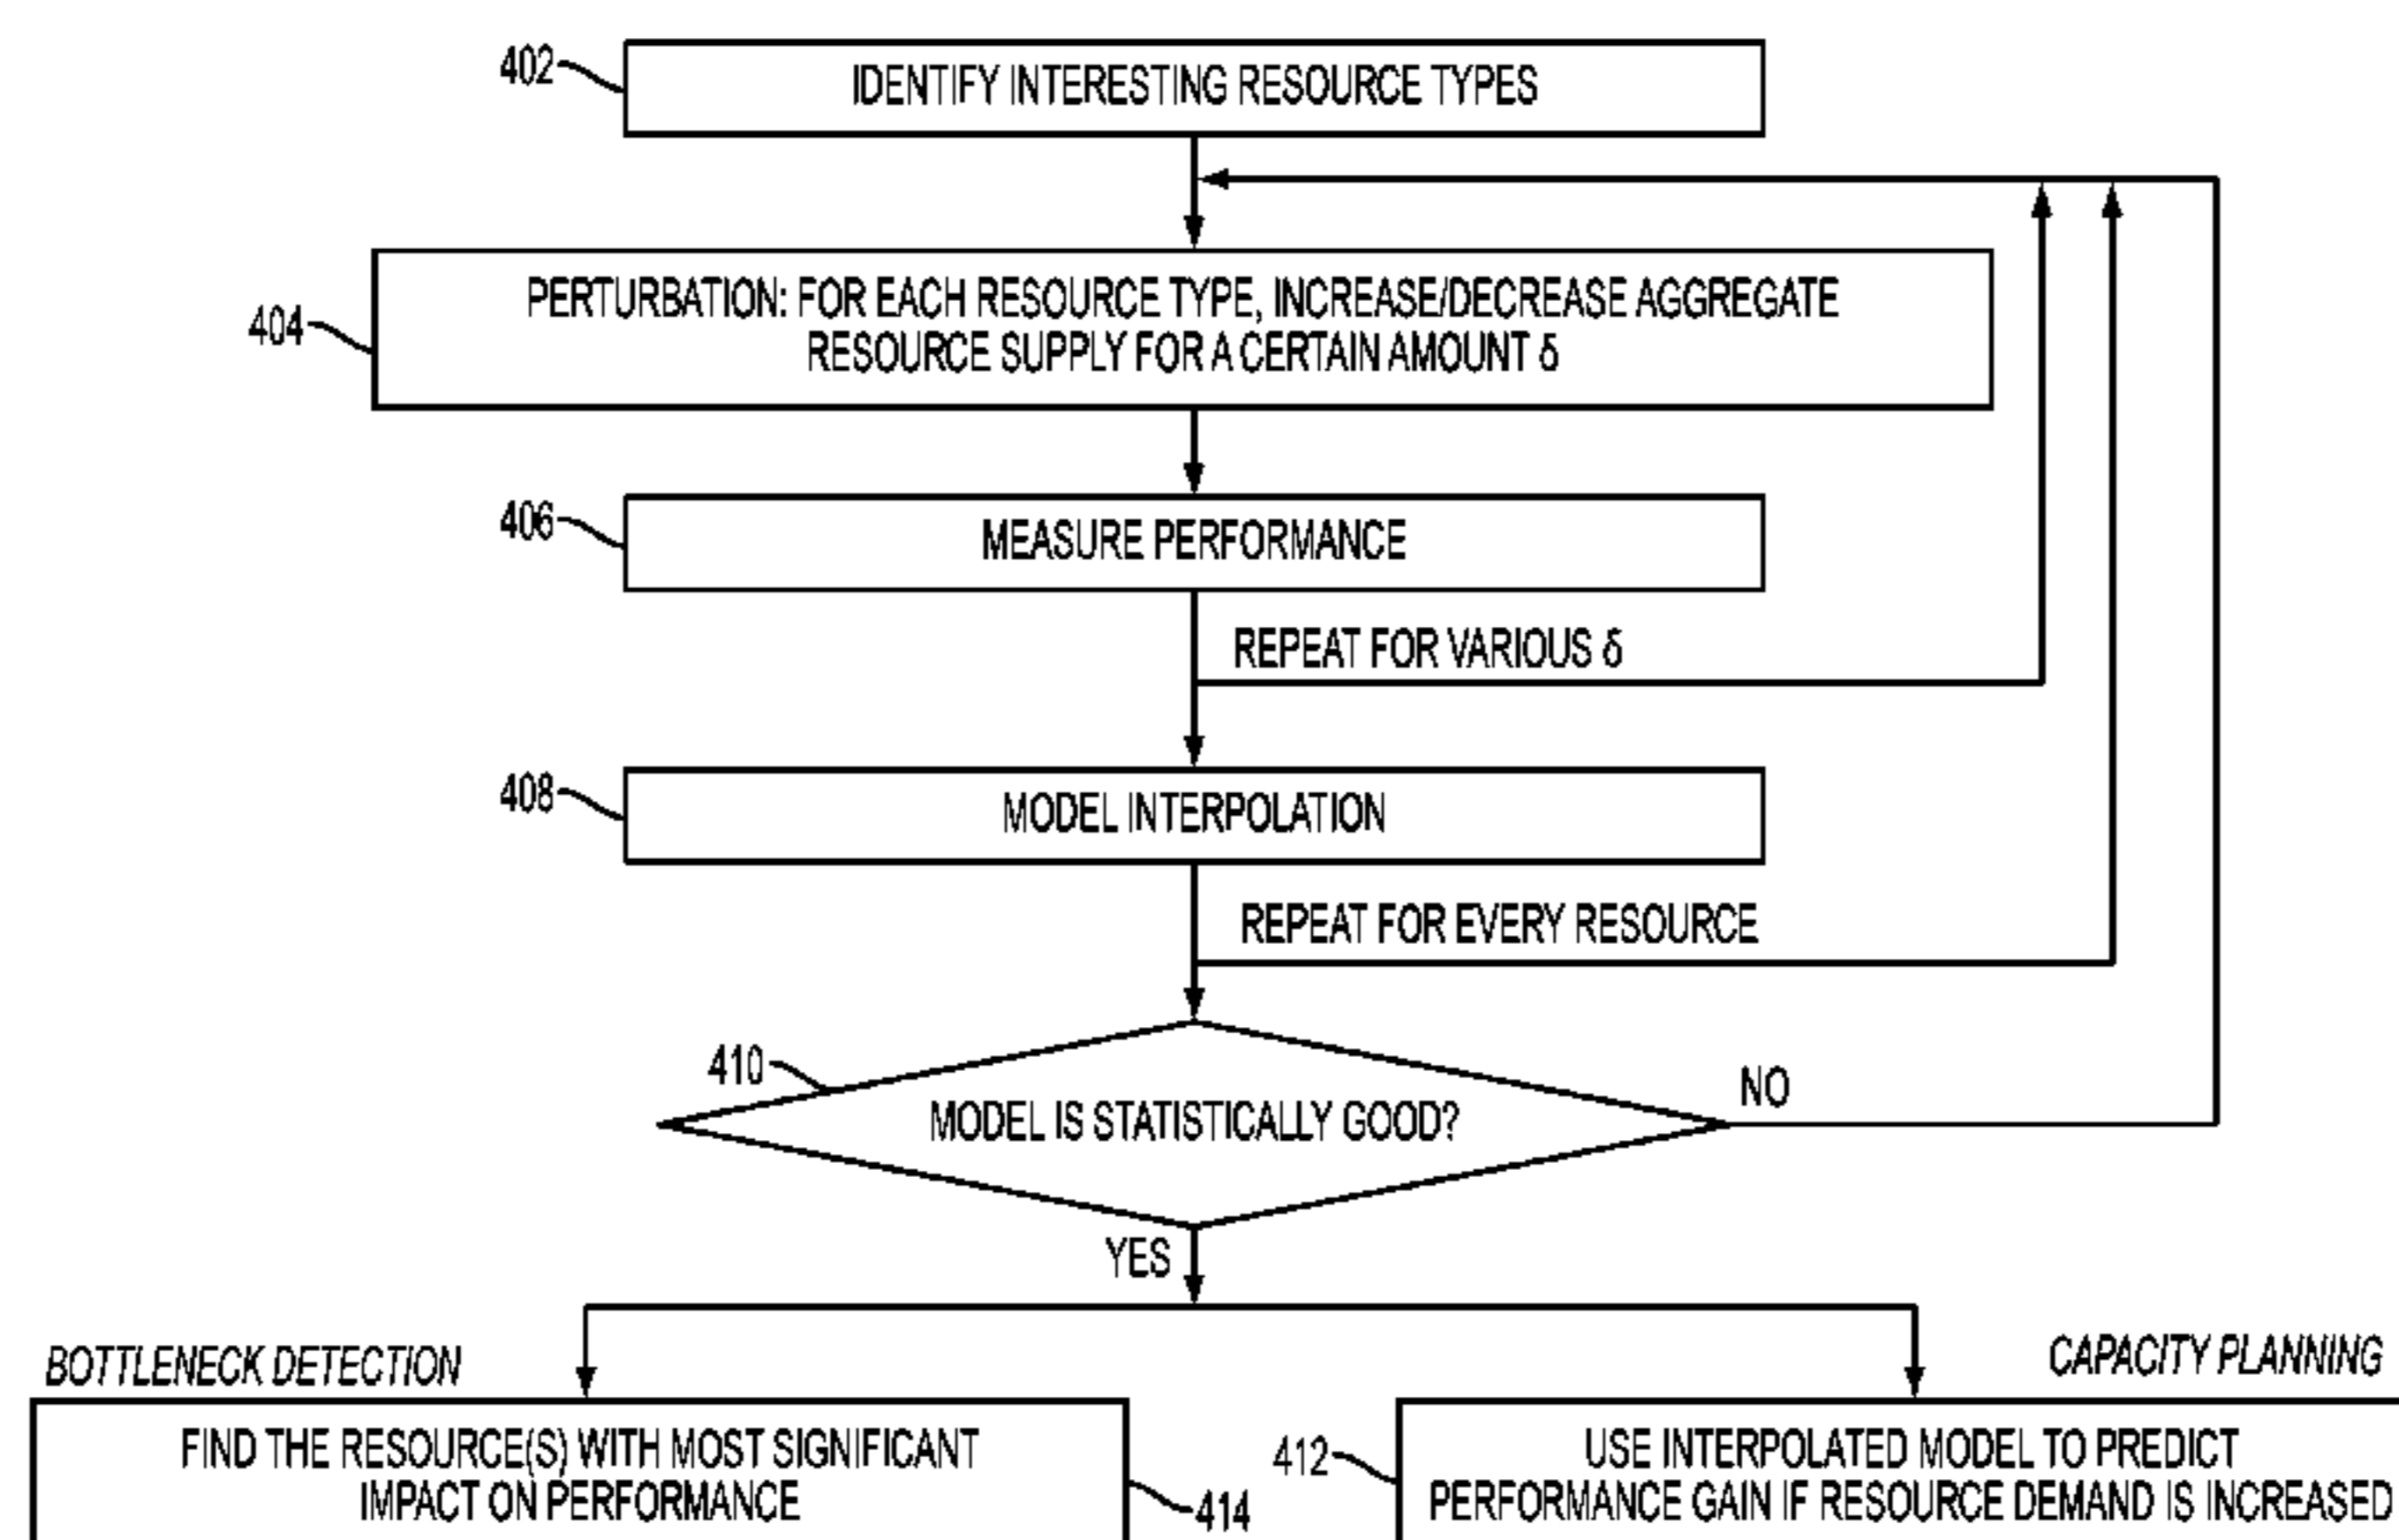 402
IDENTIFY INTERESTING RESOURCE TYPES
404
PERTURBATION: FOR EACH RESOURCE TYPE, INCREASE/DECREASE AGGREGATE
RESOURCE SUPPLY FOR A CERTAIN AMOUNT δ
406
MEASURE PERFORMANCE
REPEAT FOR VARIOUS δ
408
MODEL INTERPOLATION
REPEAT FOR EVERY RESOURCE
410
MODEL IS STATISTICALLY GOOD?
NO
YES
BOTTLENECK DETECTION
FIND THE RESOURCE(S) WITH MOST SIGNIFICANT
IMPACT ON PERFORMANCE
414
CAPACITY PLANNING
412
USE INTERPOLATED MODEL TO PREDICT
PERFORMANCE GAIN IF RESOURCE DEMAND IS INCREASED